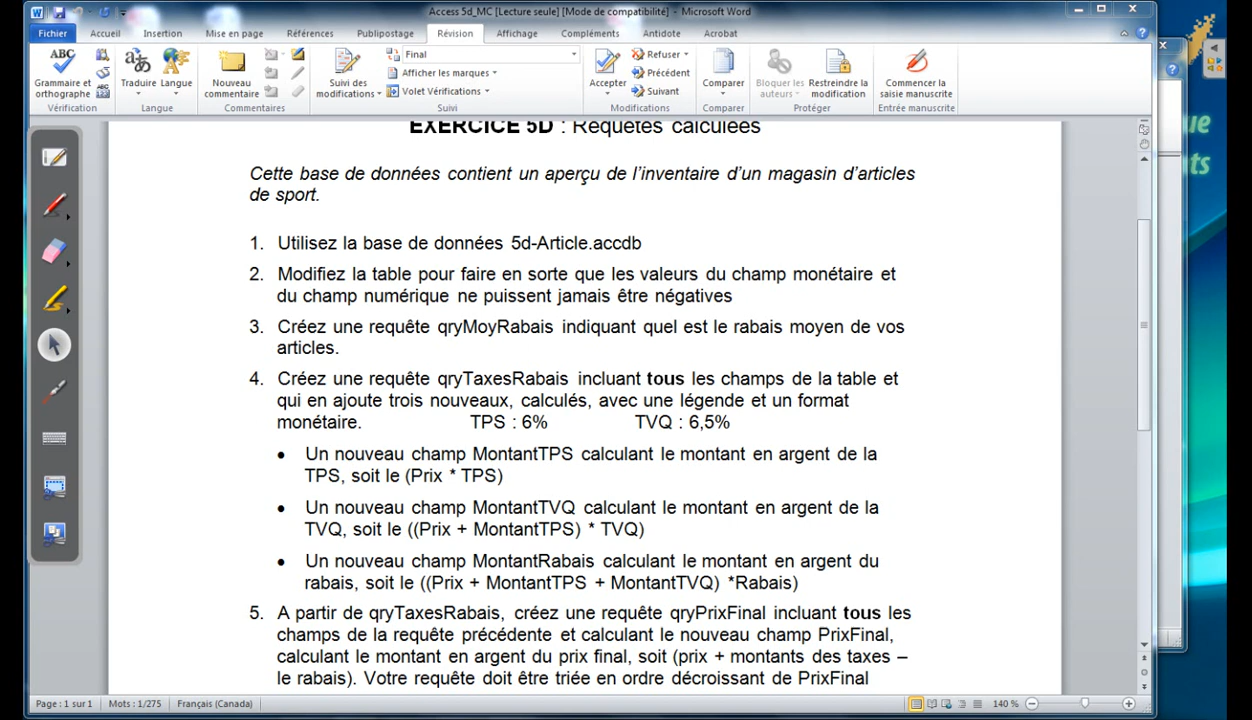 Access 5d_MC [Lecture seule] [Mode de compatibilité] - Microsoft Word
Fichier Accueil Insertion Mise en page Références Publipostage Révision Affichage Compléments Antidote Acrobat
ABC
Grammaire et orthographe
Vérification
Traduire Langue
Langue
Nouveau commentaire
Commentaires
Suivi des modifications
Final
Afficher les marques
Volet Vérifications
Suivi
Accepter
Refuser
Précédent
Suivant
Modifications
Comparer
Comparer
Bloquer les auteurs
Restreindre la modification
Protéger
Commencer la saisie manuscrite
Entrée manuscrite
ue
ts
EXERCICE 5D : Requêtes calculées
Cette base de données contient un aperçu de l'inventaire d'un magasin d'articles
de sport.
1. Utilisez la base de données 5d-Article.accdb
2. Modifiez la table pour faire en sorte que les valeurs du champ monétaire et
du champ numérique ne puissent jamais être négatives
3. Créez une requête qryMoyRabais indiquant quel est le rabais moyen de vos
articles.
4. Créez une requête qryTaxesRabais incluant tous les champs de la table et
qui en ajoute trois nouveaux, calculés, avec une légende et un format
monétaire. TPS : 6% TVQ : 6,5%
• Un nouveau champ MontantTPS calculant le montant en argent de la
TPS, soit le (Prix * TPS)
• Un nouveau champ MontantTVQ calculant le montant en argent de la
TVQ, soit le ((Prix + MontantTPS) * TVQ)
• Un nouveau champ MontantRabais calculant le montant en argent du
rabais, soit le ((Prix + MontantTPS + MontantTVQ) *Rabais)
5. A partir de qryTaxesRabais, créez une requête qryPrixFinal incluant tous les
champs de la requête précédente et calculant le nouveau champ PrixFinal,
calculant le montant en argent du prix final, soit (prix + montants des taxes –
le rabais). Votre requête doit être triée en ordre décroissant de PrixFinal
Page : 1 sur 1 Mots : 1/275 Français (Canada) 140 %